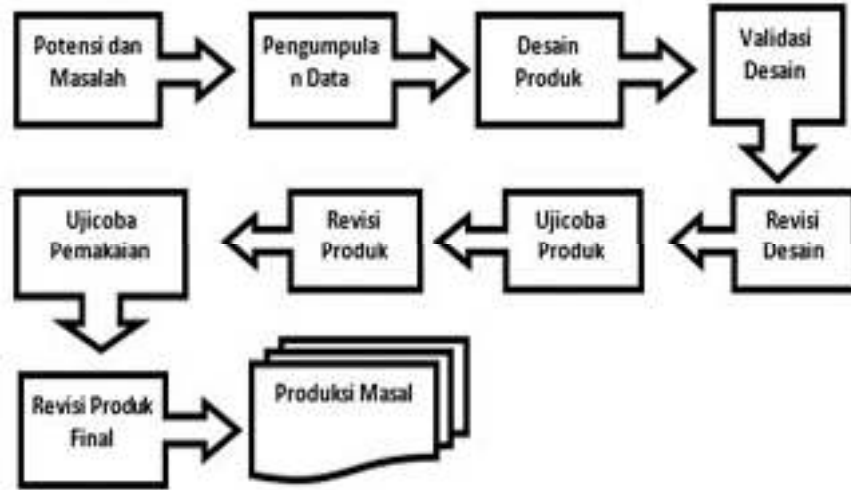 Potensi dan
Masalah
Pengumpula
n Data
Desain
Produk
Validasi
Desain
Revisi
Desain
Ujicoba
Produk
Revisi
Produk
Ujicoba
Pemakaian
Revisi Produk
Final
Produksi Masal